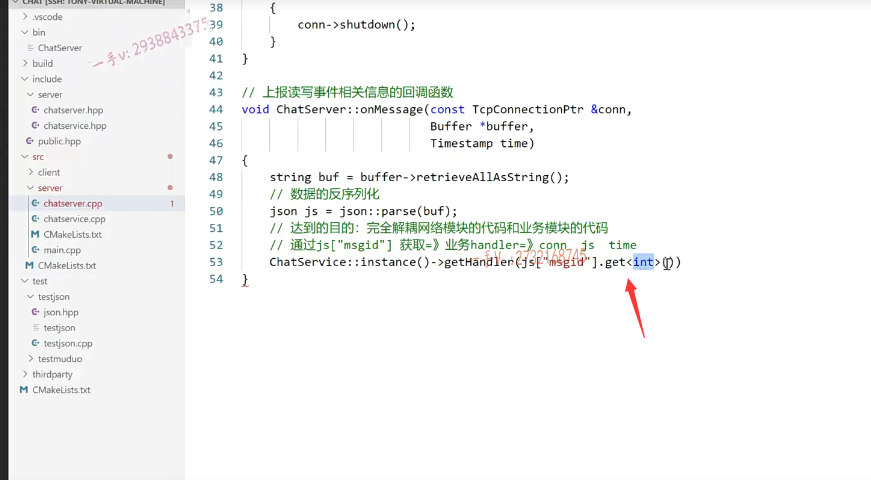 CHAT [SSH: TONY-VIRTUAL-MACHINE]
.vscode
bin
ChatServer
build
include
server
chatserver.hpp
chatservice.hpp
public.hpp
src
client
server
chatserver.cpp 1
chatservice.cpp
CMakeLists.txt
main.cpp
CMakeLists.txt
test
testjson
json.hpp
testjson
testjson.cpp
testmuduo
thirdparty
CMakeLists.txt
一手v:2938843375
38 {
39 conn->shutdown();
40 }
41 }
42
43 // 上报读写事件相关信息的回调函数
44 void ChatServer::onMessage(const TcpConnectionPtr &conn,
45 Buffer *buffer,
46 Timestamp time)
47 {
48 string buf = buffer->retrieveAllAsString();
49 // 数据的反序列化
50 json js = json::parse(buf);
51 // 达到的目的：完全解耦网络模块的代码和业务模块的代码
52 // 通过js["msgid"] 获取=》业务handler=》conn js time
53 ChatService::instance()->getHandler(js["msgid"].get<int>())
54 }
一手v:2732168745